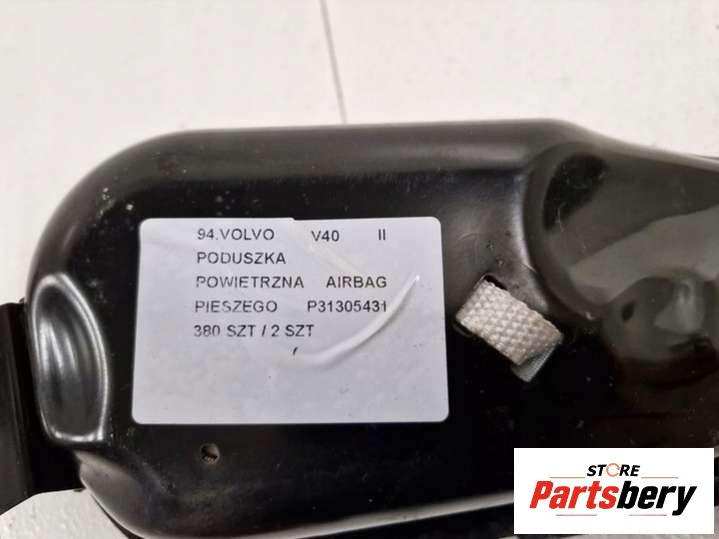 94.VOLVO V40 II
PODUSZKA
POWIETRZNA AIRBAG
PIESZEGO P31305431
380 SZT / 2 SZT
STORE
Partsbery